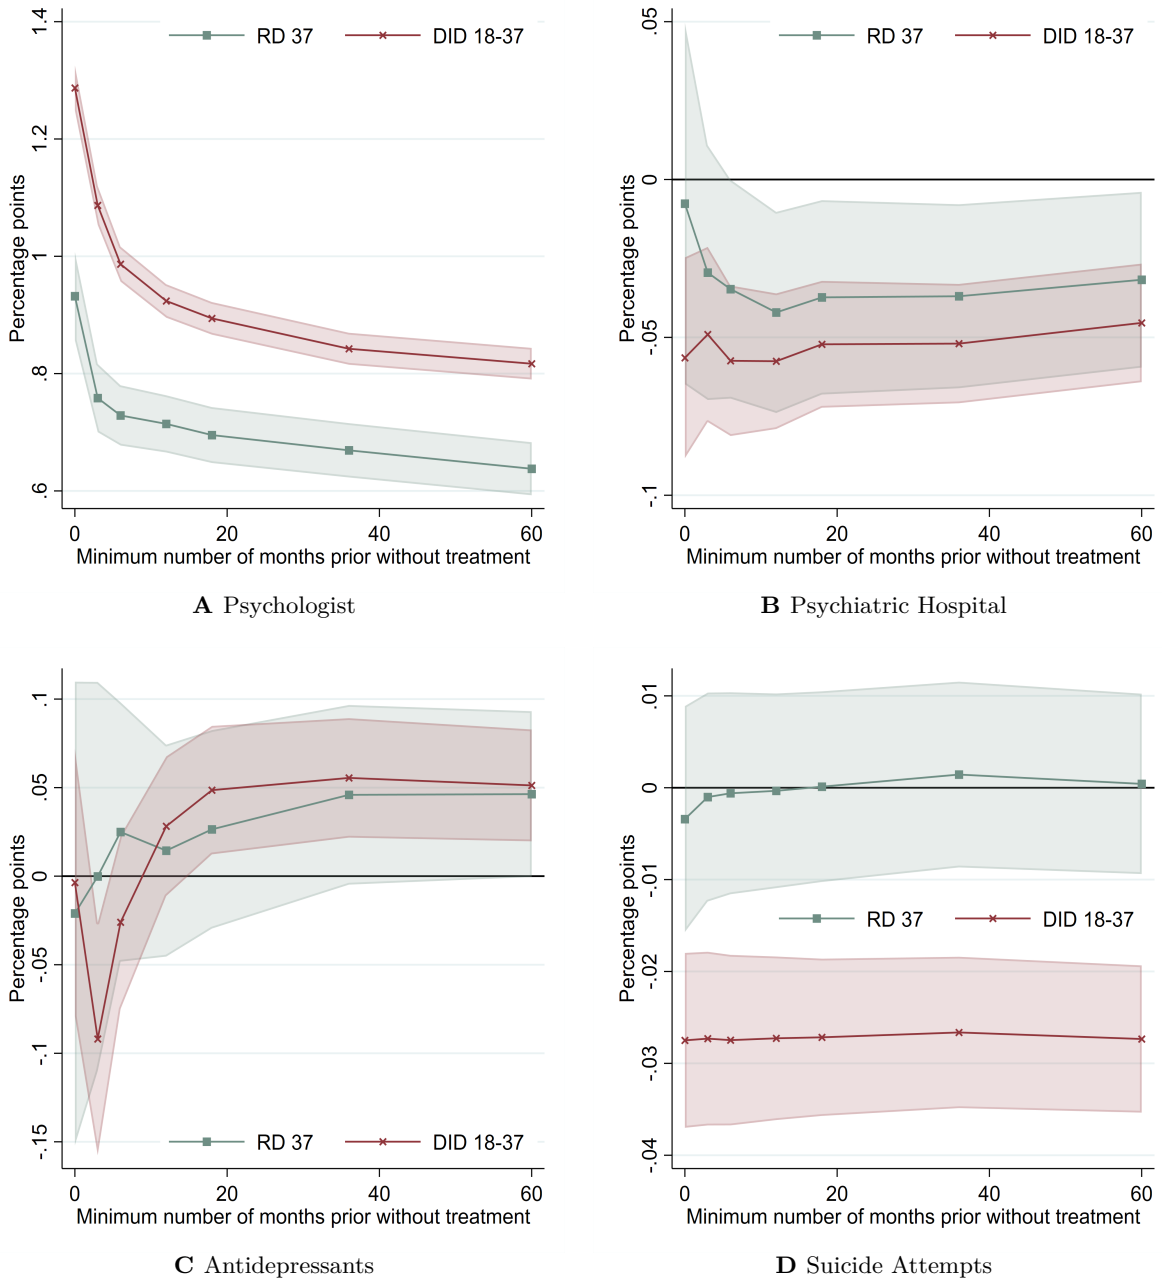 RD 37 DID 18-37
Percentage points
1.4
1.2
1
.8
.6
0 20 40 60
Minimum number of months prior without treatment
A Psychologist
RD 37 DID 18-37
Percentage points
.05
0
-.05
-.1
0 20 40 60
Minimum number of months prior without treatment
B Psychiatric Hospital
Percentage points
.1
.05
0
-.05
-.1
-.15
RD 37 DID 18-37
0 20 40 60
Minimum number of months prior without treatment
C Antidepressants
Percentage points
.01
0
-.01
-.02
-.03
-.04
RD 37 DID 18-37
0 20 40 60
Minimum number of months prior without treatment
D Suicide Attempts